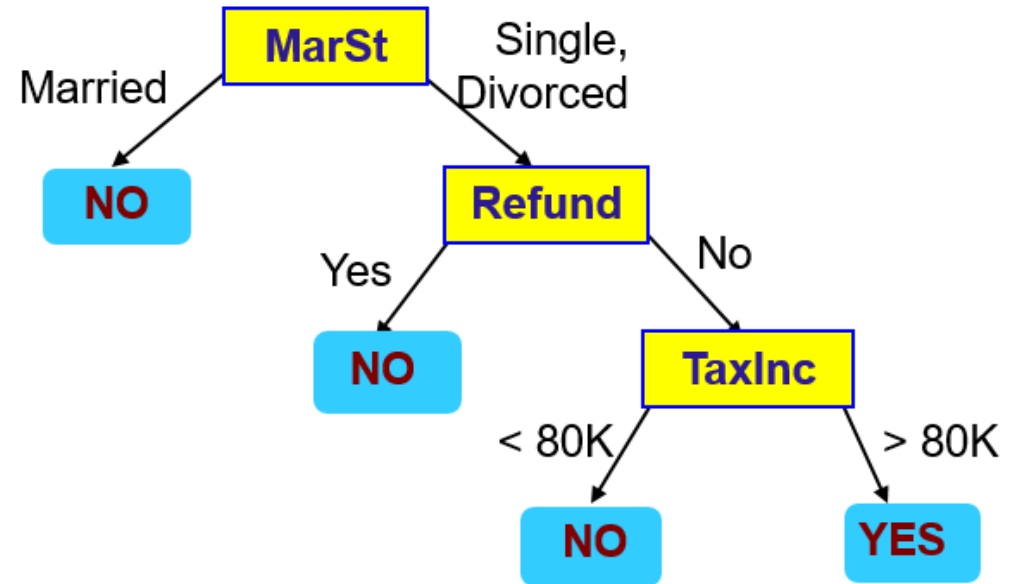 MarSt
Single,
Married
Divorced
NO
Refund
Yes
No
NO
TaxInc
< 80K
> 80K
NO
YES